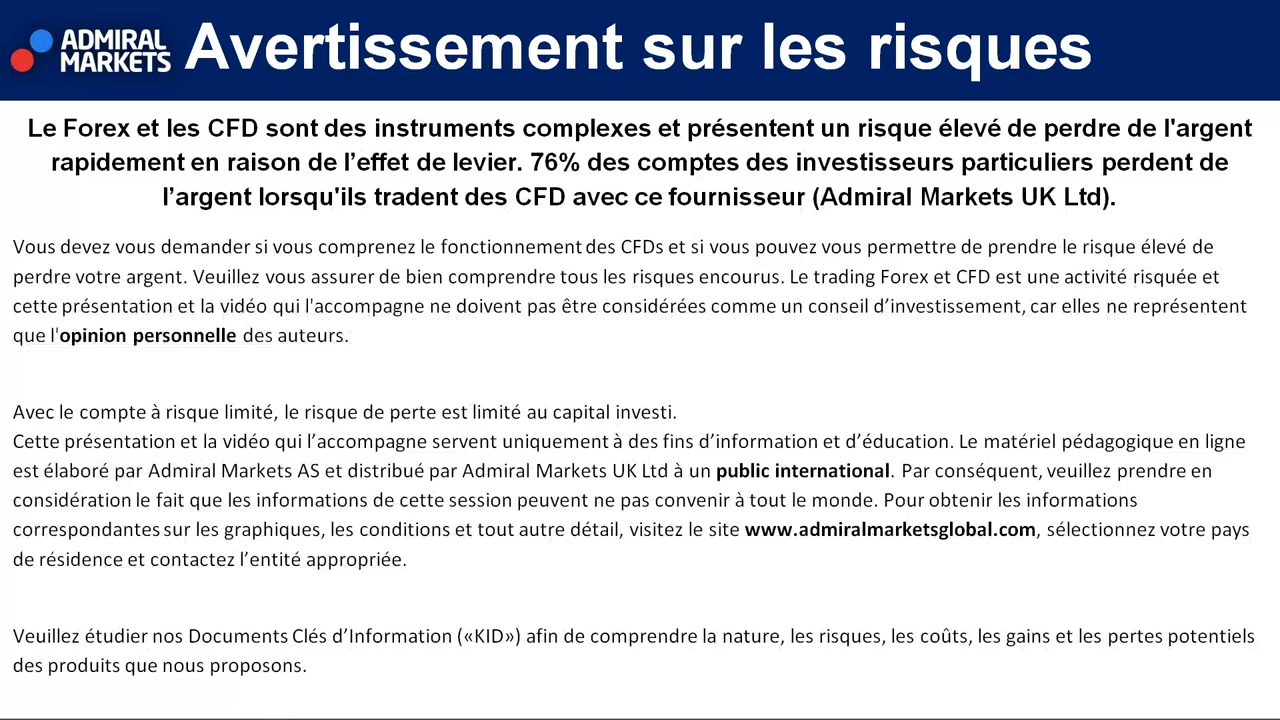 ADMIRAL
MARKETS
Avertissement sur les risques
Le Forex et les CFD sont des instruments complexes et présentent un risque élevé de perdre de l'argent
rapidement en raison de l’effet de levier. 76% des comptes des investisseurs particuliers perdent de
l’argent lorsqu'ils tradent des CFD avec ce fournisseur (Admiral Markets UK Ltd).
Vous devez vous demander si vous comprenez le fonctionnement des CFDs et si vous pouvez vous permettre de prendre le risque élevé de
perdre votre argent. Veuillez vous assurer de bien comprendre tous les risques encourus. Le trading Forex et CFD est une activité risquée et
cette présentation et la vidéo qui l'accompagne ne doivent pas être considérées comme un conseil d’investissement, car elles ne représentent
que l'opinion personnelle des auteurs.
Avec le compte à risque limité, le risque de perte est limité au capital investi.
Cette présentation et la vidéo qui l’accompagne servent uniquement à des fins d’information et d’éducation. Le matériel pédagogique en ligne
est élaboré par Admiral Markets AS et distribué par Admiral Markets UK Ltd à un public international. Par conséquent, veuillez prendre en
considération le fait que les informations de cette session peuvent ne pas convenir à tout le monde. Pour obtenir les informations
correspondantes sur les graphiques, les conditions et tout autre détail, visitez le site www.admiralmarketsglobal.com, sélectionnez votre pays
de résidence et contactez l’entité appropriée.
Veuillez étudier nos Documents Clés d’Information («KID») afin de comprendre la nature, les risques, les coûts, les gains et les pertes potentiels
des produits que nous proposons.